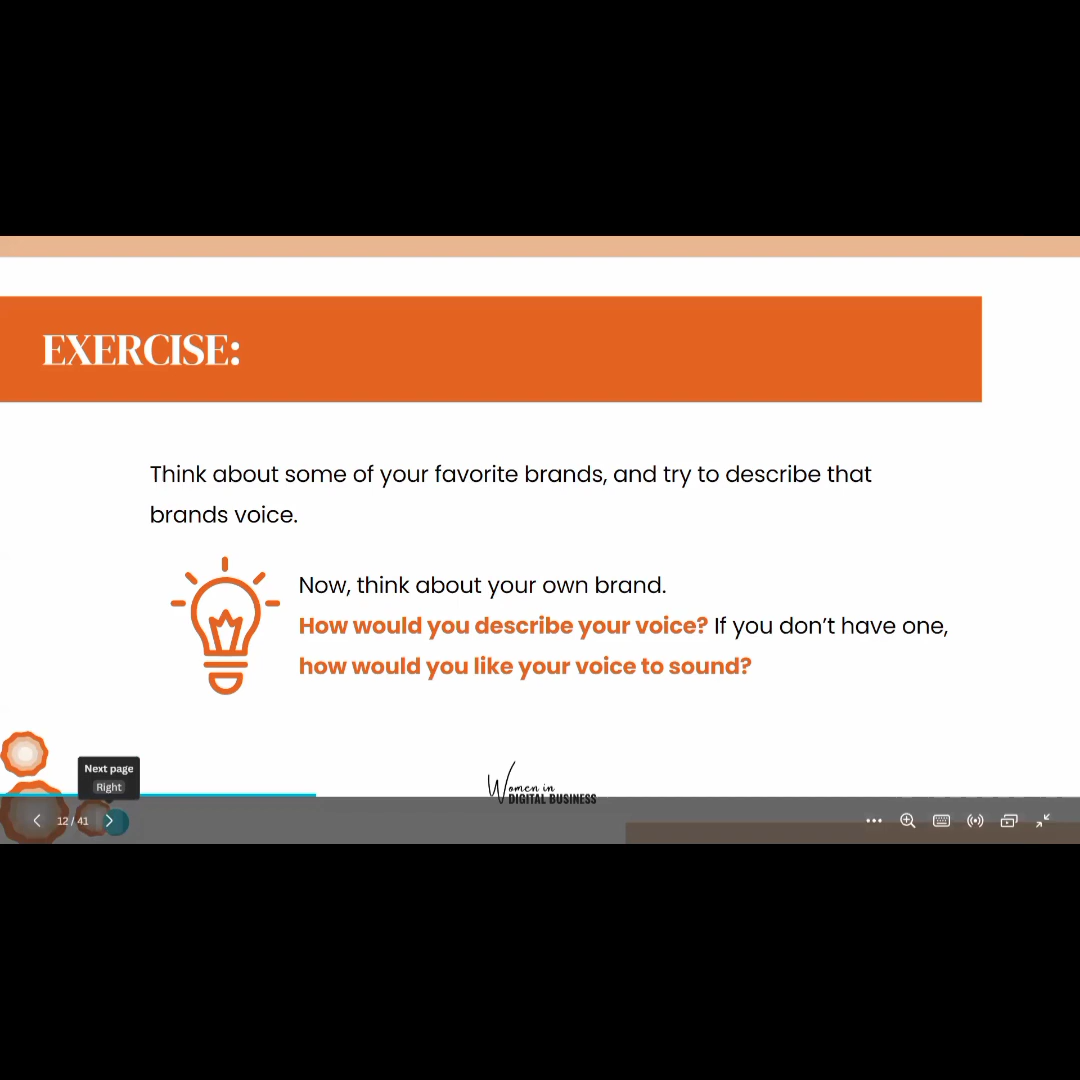 EXERCISE:
Think about some of your favorite brands, and try to describe that
brands voice.
Now, think about your own brand.
How would you describe your voice? If you don’t have one,
how would you like your voice to sound?
Next page
Right
Women in
DIGITAL BUSINESS
12 / 41